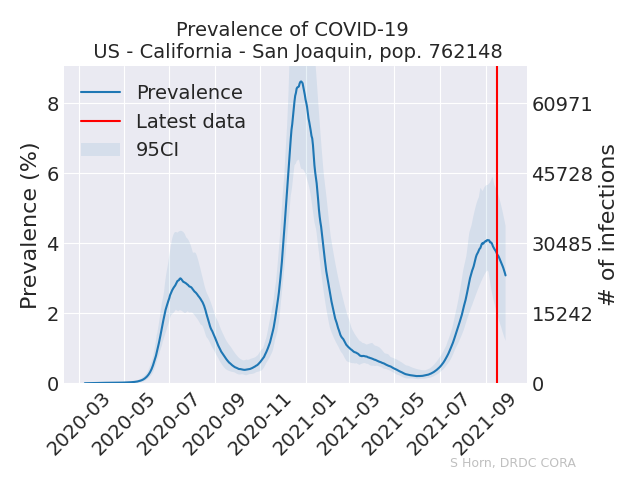 Prevalence of COVID-19
US - California - San Joaquin, pop. 762148
Prevalence
Latest data
95CI
Prevalence (%)
8
6
4
2
0
60971
45728
30485
15242
0
# of infections
2020-03
2020-05
2020-07
2020-09
2020-11
2021-01
2021-03
2021-05
2021-07
2021-09
S Horn, DRDC CORA